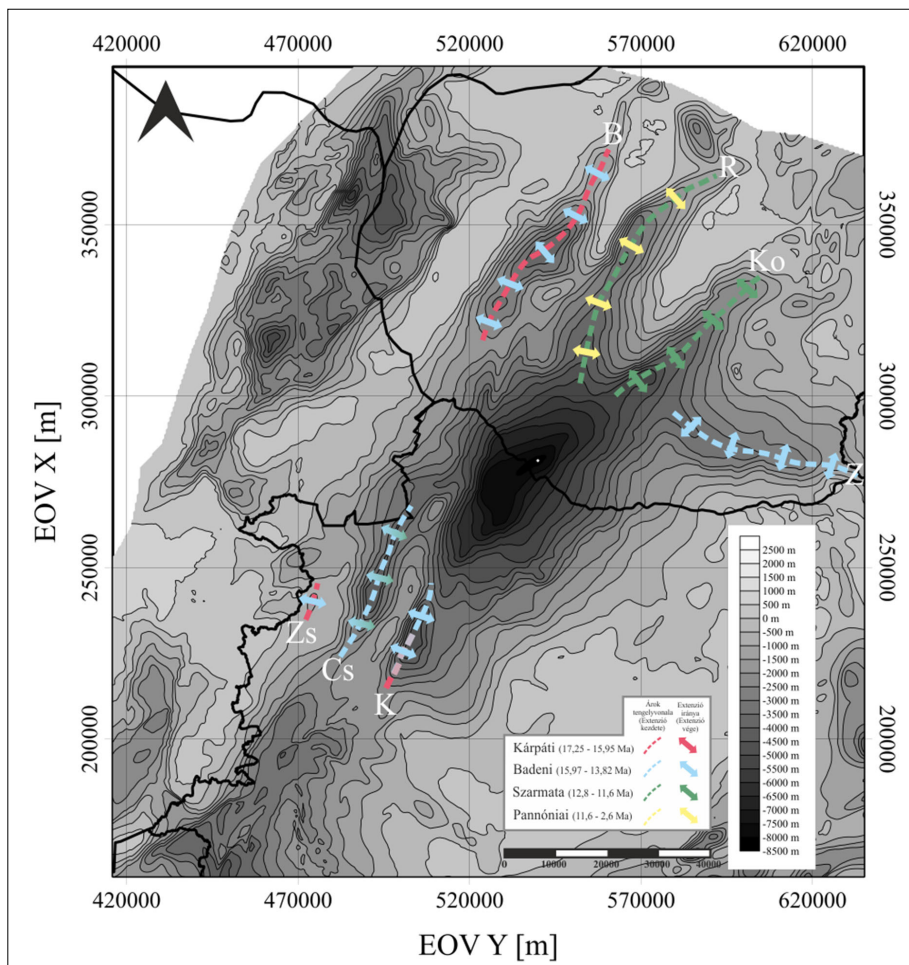 420000 470000 520000 570000 620000
350000
300000
250000
200000
EOV X [m]
350000
300000
250000
200000
B
R
Ko
Z
Zs
Cs
K
2500 m
2000 m
1500 m
1000 m
500 m
0 m
-500 m
-1000 m
-1500 m
-2000 m
-2500 m
-3000 m
-3500 m
-4000 m
-4500 m
-5000 m
-5500 m
-6000 m
-6500 m
-7000 m
-7500 m
-8000 m
-8500 m
Árok
tengelyvonala
(Extenzió
kezdete)
Extenzió
iránya
(Extenzió
vége)
Kárpáti (17,25 - 15,95 Ma)
Badeni (15,97 - 13,82 Ma)
Szarmata (12,8 - 11,6 Ma)
Pannóniai (11,6 - 2,6 Ma)
0 10000 20000 30000 40000
420000 470000 520000 570000 620000
EOV Y [m]